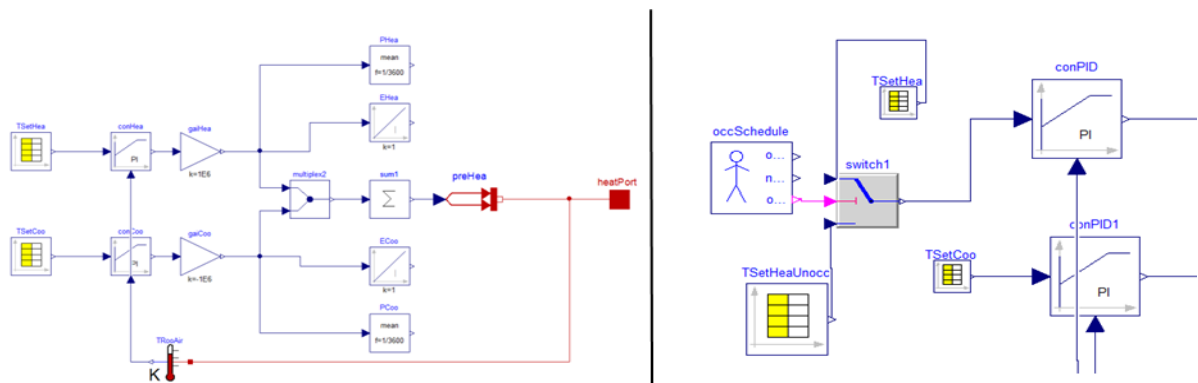 PHea
mean
f=1/3600
EHea
k=1
TSetHea
conHea
PI
gaiHea
k=1E6
multiplex2
sum1
Σ
preHea
heatPort
TSetCoo
conCoo
PI
gaiCoo
k=-1E6
ECoo
k=1
PCoo
mean
f=1/3600
TRooAir
K
TSetHea
conPID
PI
occSchedule
o...
n...
o...
switch1
TSetHeaUnocc
TSetCoo
conPID1
PI